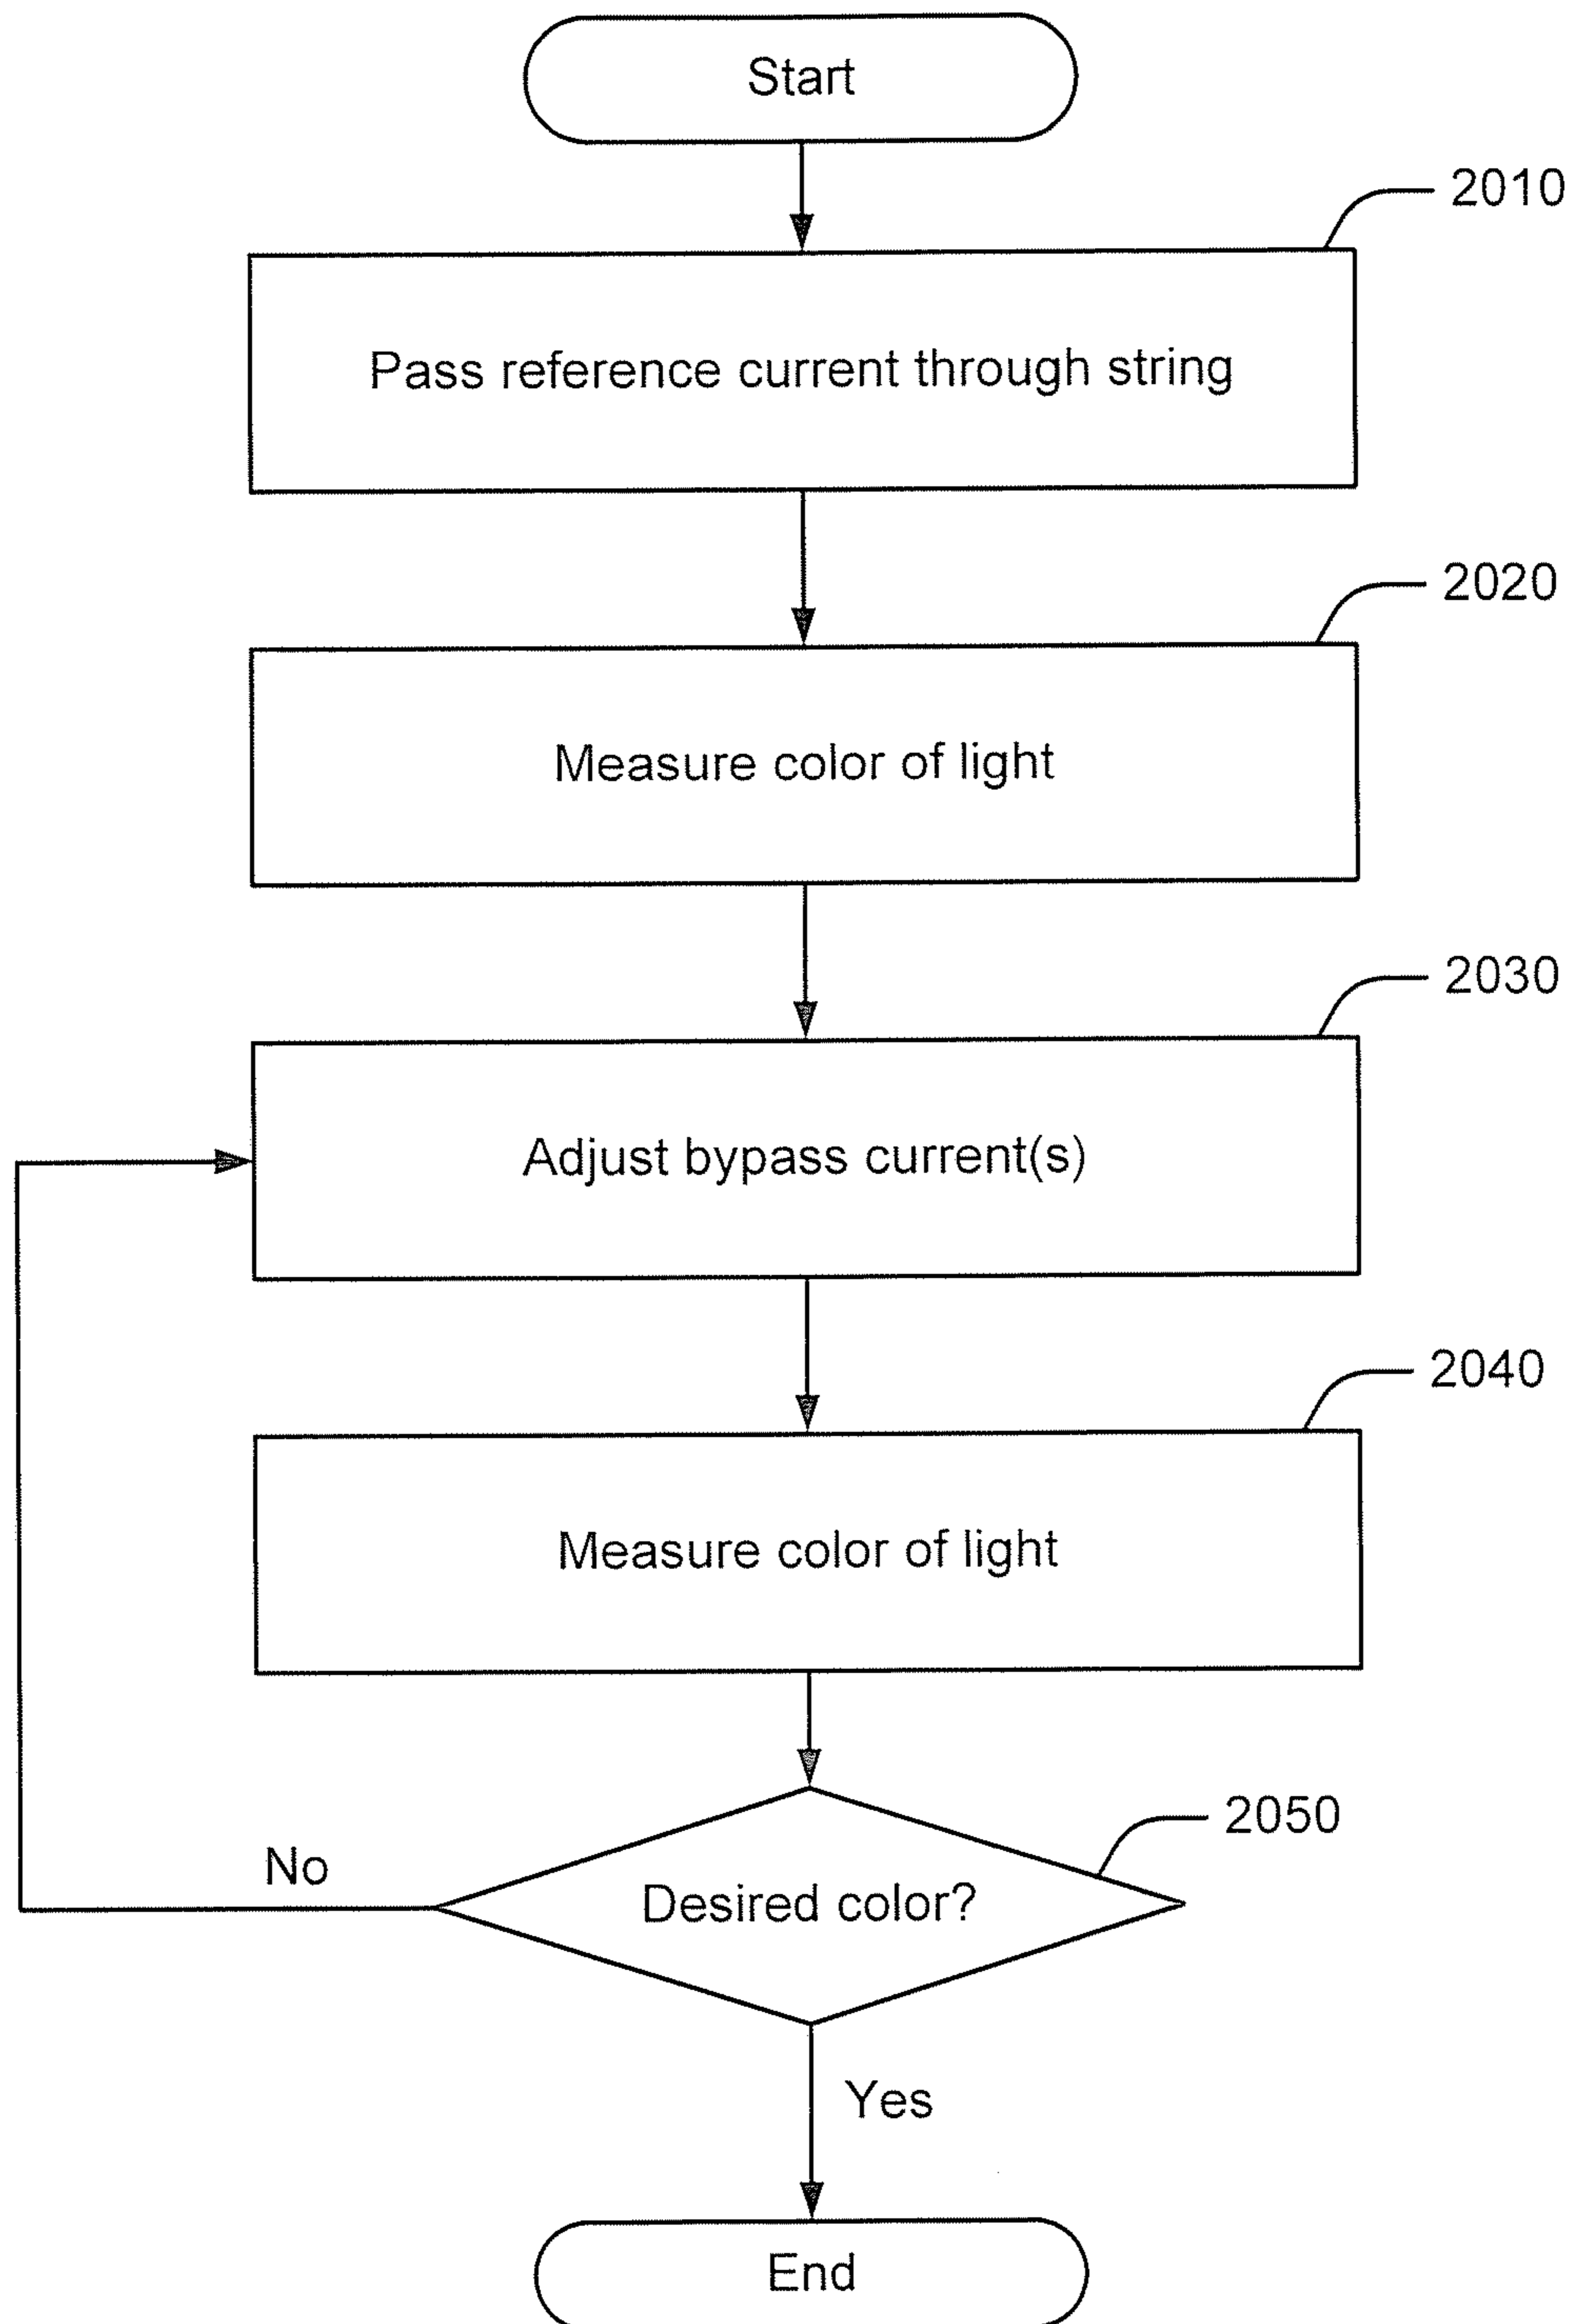 Start
2010
Pass reference current through string
2020
Measure color of light
2030
Adjust bypass current(s)
2040
Measure color of light
2050
Desired color?
No
Yes
End